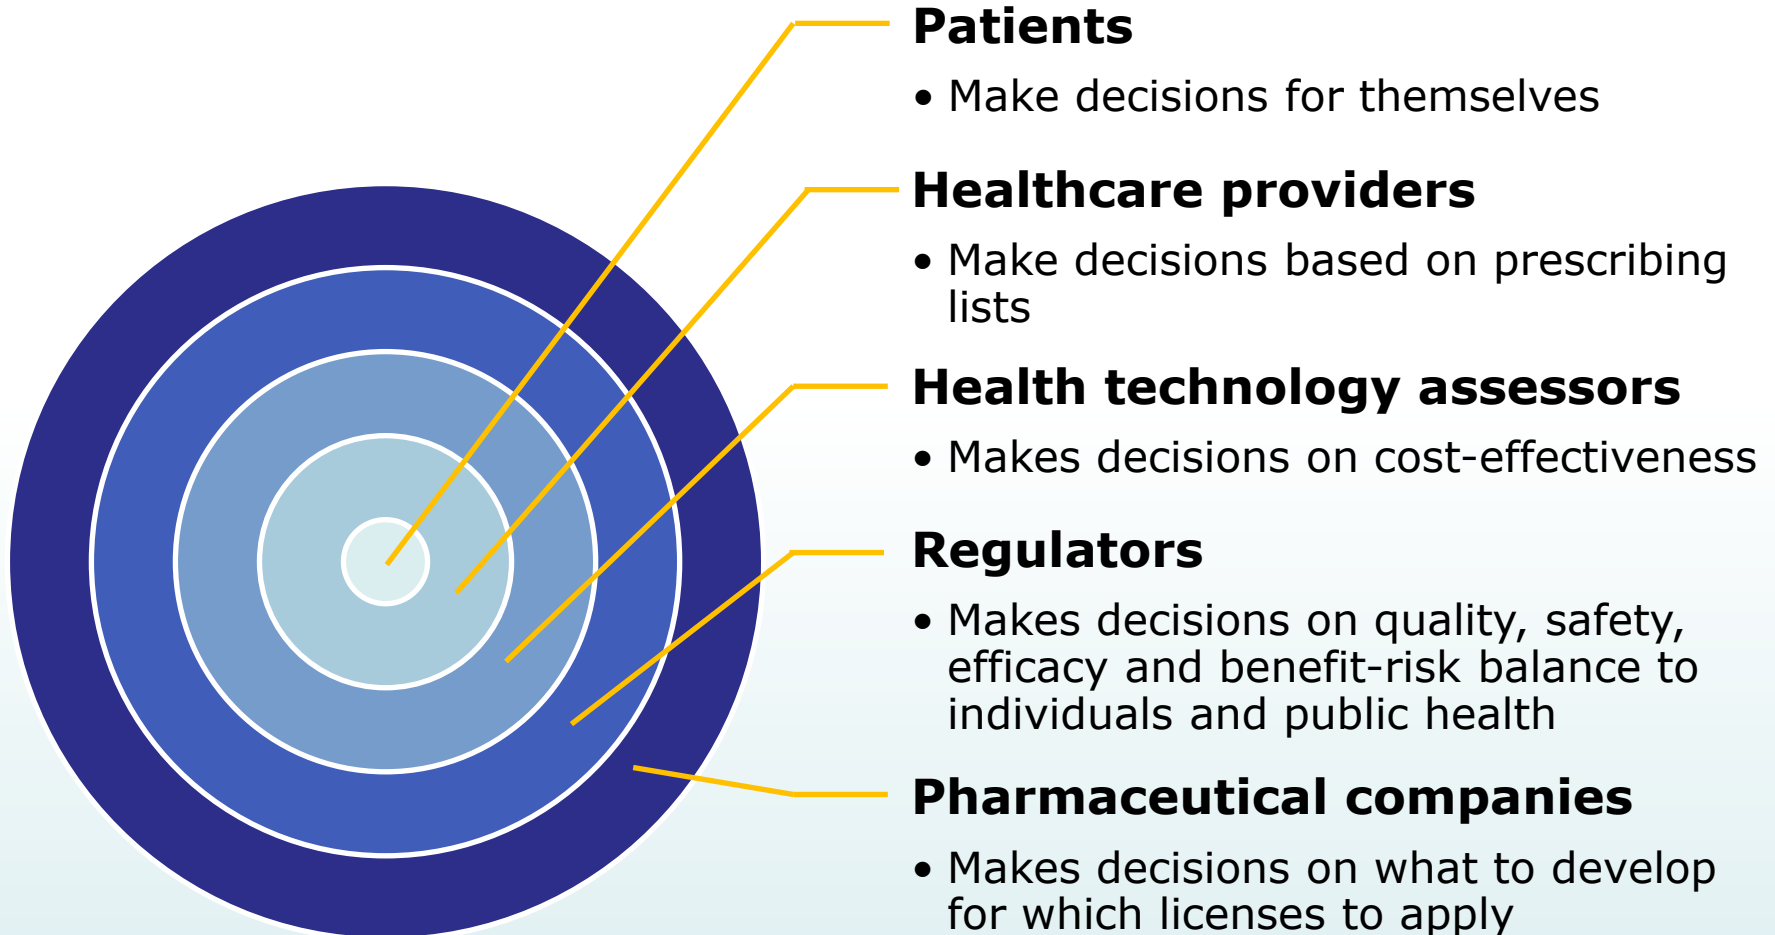 Patients
• Make decisions for themselves
Healthcare providers
• Make decisions based on prescribing
lists
Health technology assessors
• Makes decisions on cost-effectiveness
Regulators
• Makes decisions on quality, safety,
efficacy and benefit-risk balance to
individuals and public health
Pharmaceutical companies
• Makes decisions on what to develop
for which licenses to apply